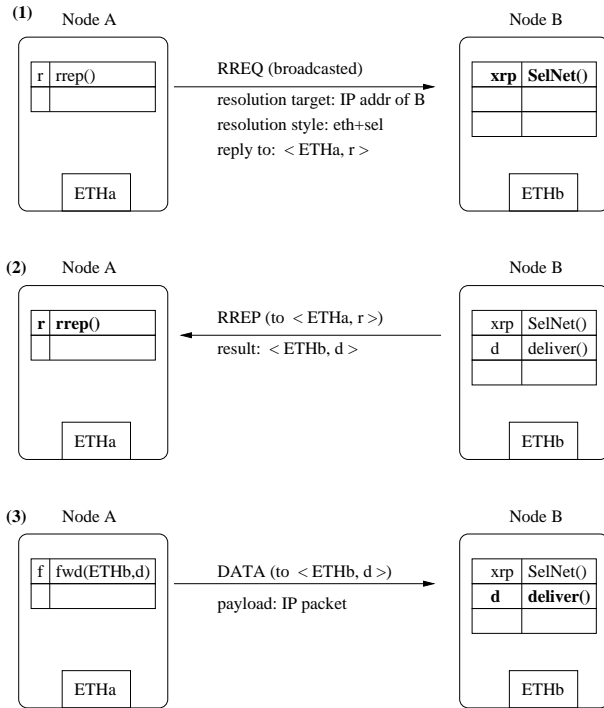 (1)
Node A
Node B
r rrep()
RREQ (broadcasted)
xrp SelNet()
resolution target: IP addr of B
resolution style: eth+sel
reply to: < ETHa, r >
ETHa
ETHb
(2)
Node A
Node B
r rrep()
RREP (to < ETHa, r >)
xrp SelNet()
result: < ETHb, d >
d deliver()
ETHa
ETHb
(3)
Node A
Node B
f fwd(ETHb,d)
DATA (to < ETHb, d >)
xrp SelNet()
payload: IP packet
d deliver()
ETHa
ETHb